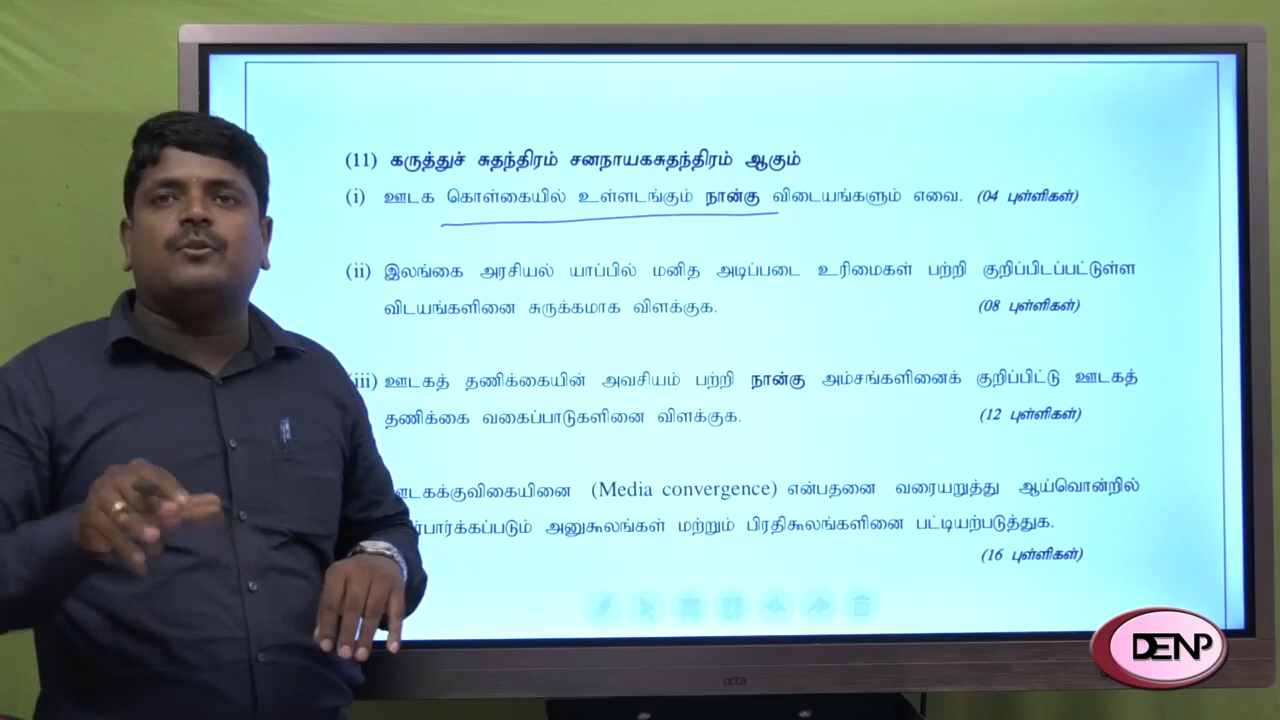 (11) கருத்துச் சுதந்திரம் சனநாயகசுதந்திரம் ஆகும்
(i) ஊடக கொள்கையில் உள்ளடங்கும் நான்கு விடையங்களும் எவை. (04 புள்ளிகள்)
(ii) இலங்கை அரசியல் யாப்பில் மனித அடிப்படை உரிமைகள் பற்றி குறிப்பிடப்பட்டுள்ள
விடயங்களினை சுருக்கமாக விளக்குக. (08 புள்ளிகள்)
(iii) ஊடகத் தணிக்கையின் அவசியம் பற்றி நான்கு அம்சங்களினைக் குறிப்பிட்டு ஊடகத்
தணிக்கை வகைப்பாடுகளினை விளக்குக. (12 புள்ளிகள்)
(Media convergence) என்பதனை வரையறுத்து ஆய்வொன்றில்
அனுகூலங்கள் மற்றும் பிரதிகூலங்களினை பட்டியற்படுத்துக.
(16 புள்ளிகள்)
DENP